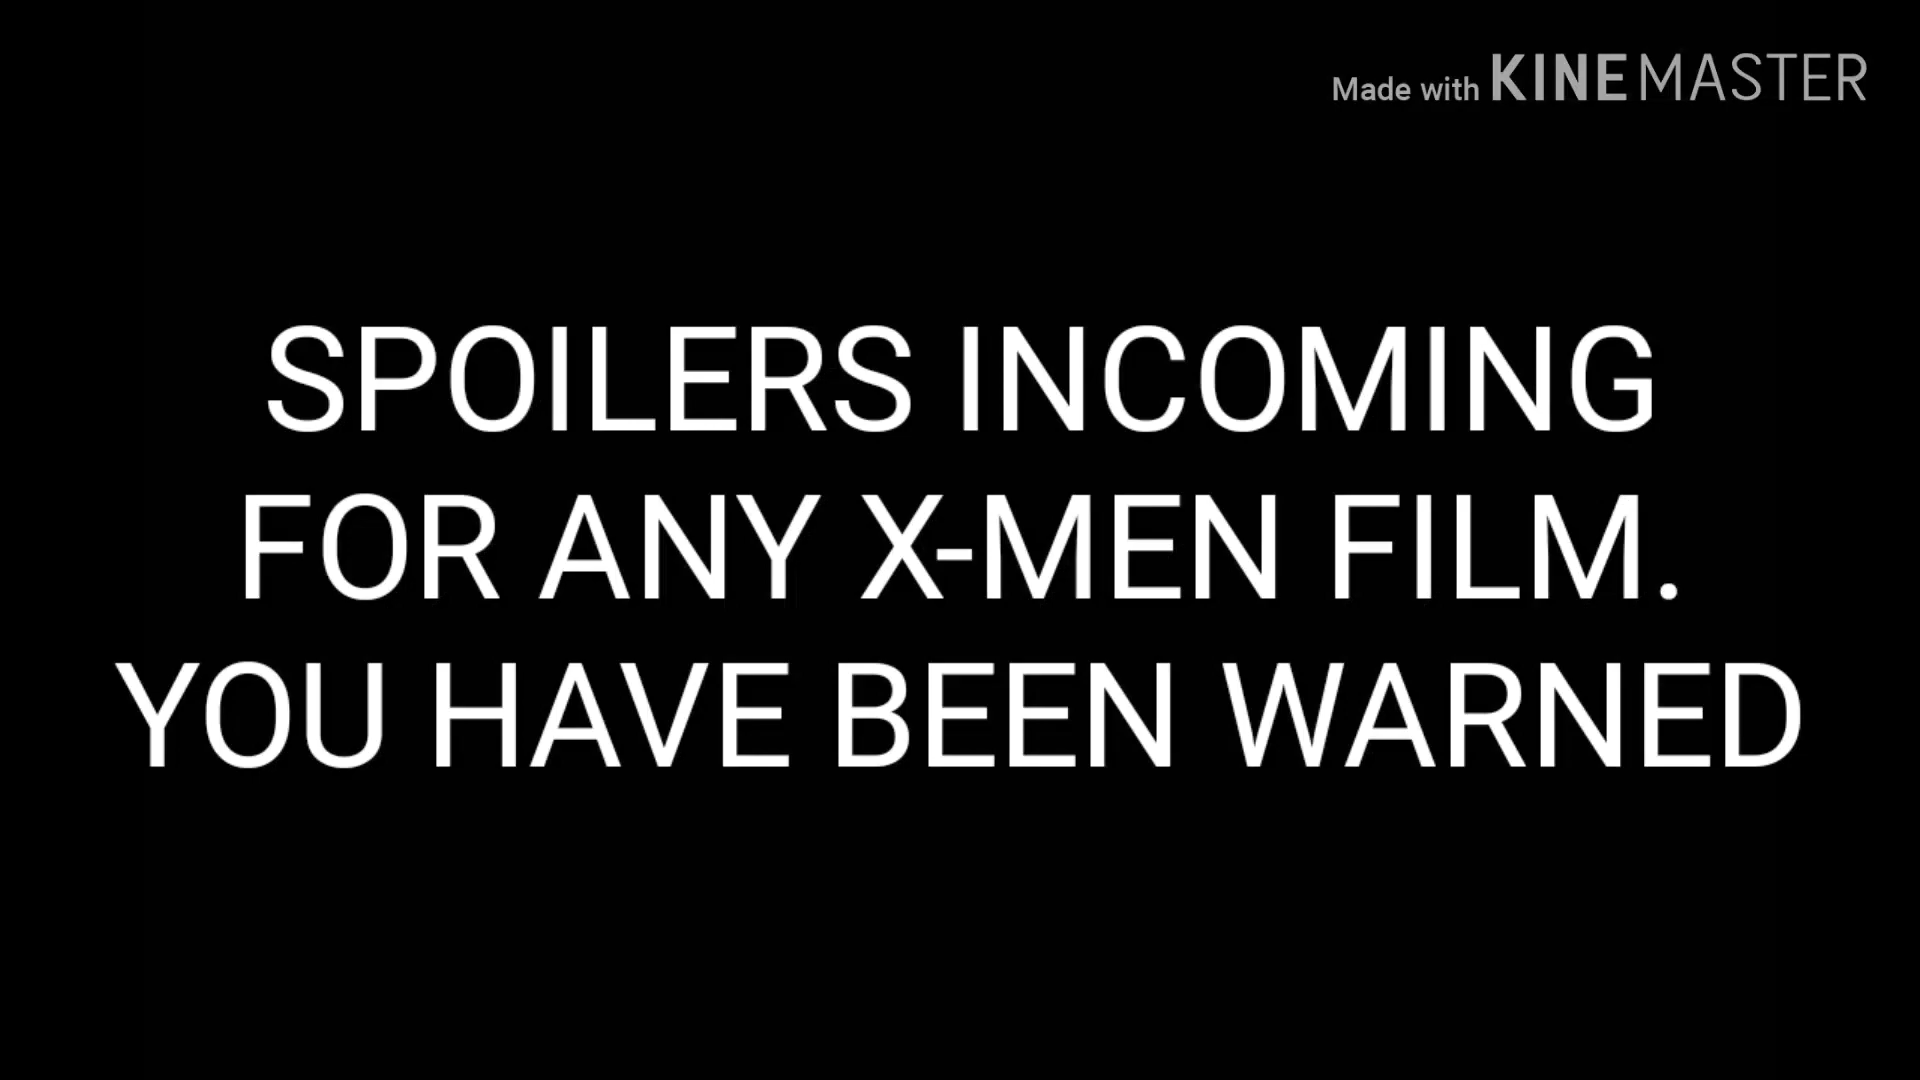 Made with KINEMASTER
SPOILERS INCOMING
FOR ANY X-MEN FILM.
YOU HAVE BEEN WARNED